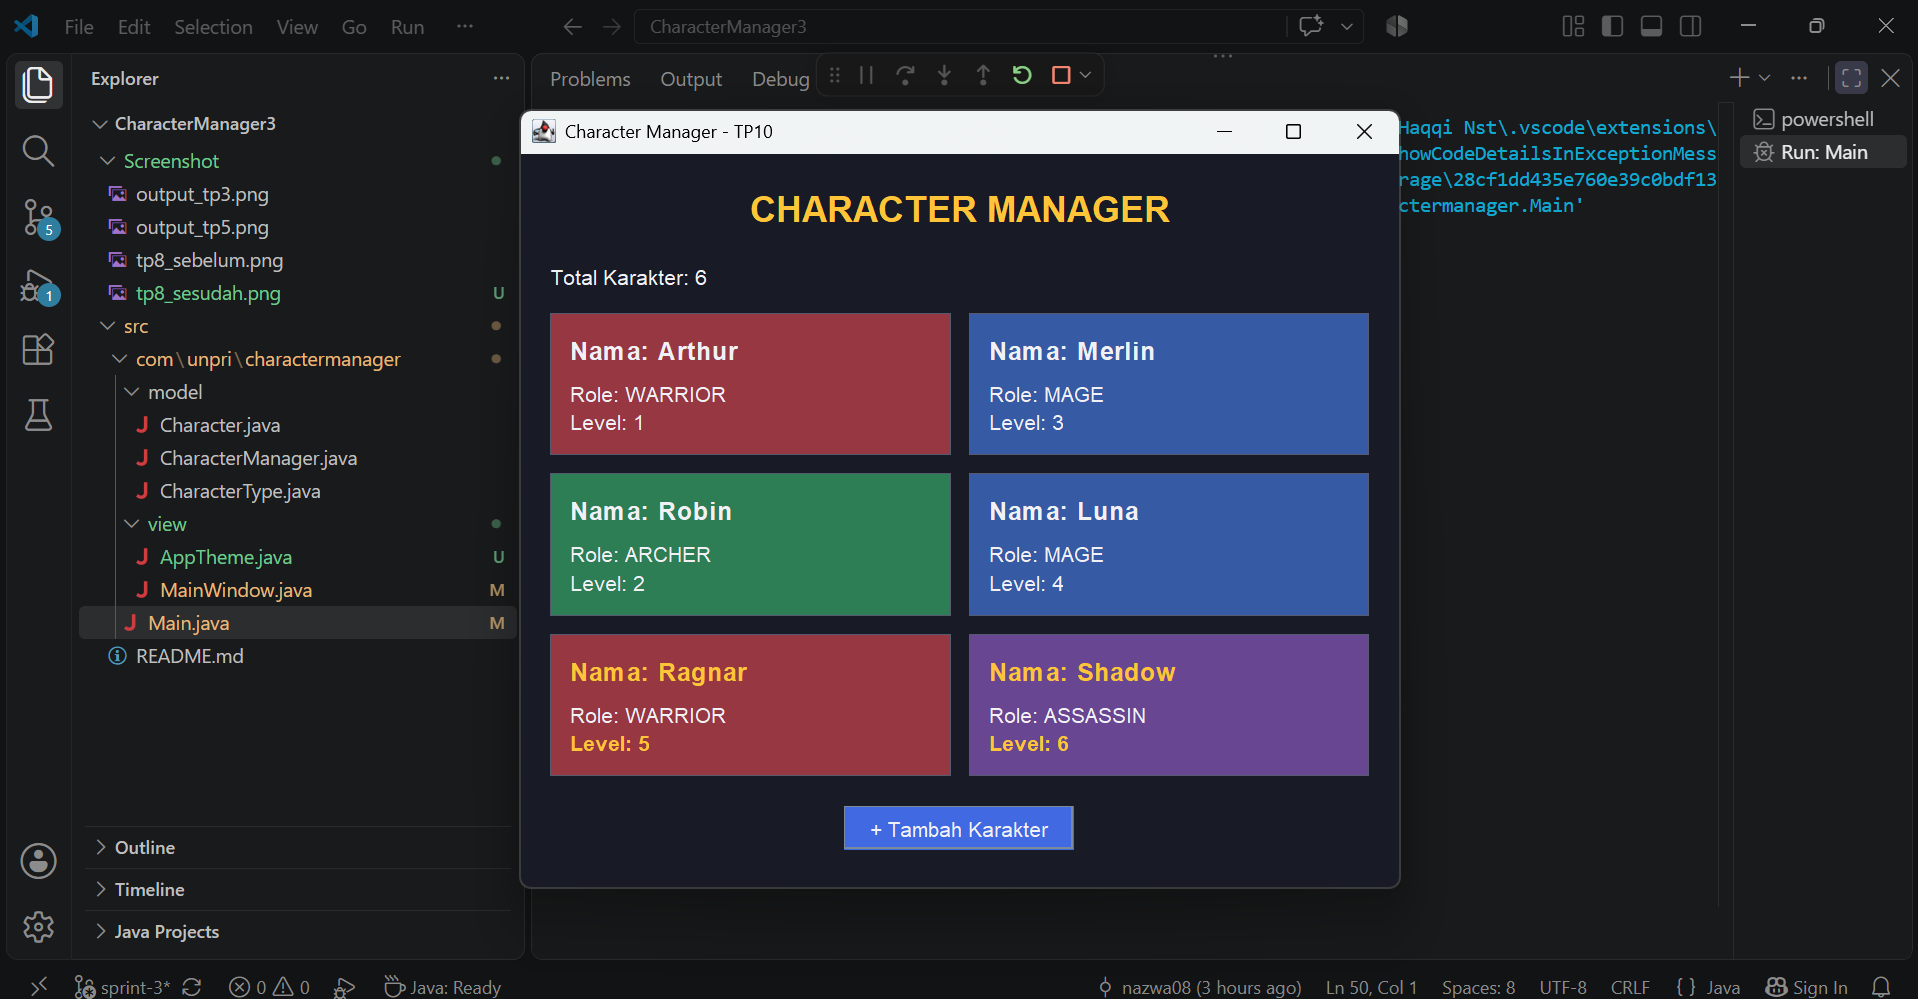 File Edit Selection View Go Run ···
CharacterManager3
Explorer
CharacterManager3
Screenshot
output_tp3.png
output_tp5.png
tp8_sebelum.png
tp8_sesudah.png U
src
com\unpri\charactermanager
model
Character.java
CharacterManager.java
CharacterType.java
view
AppTheme.java U
MainWindow.java M
Main.java M
README.md
Outline
Timeline
Java Projects
5
1
Problems Output Debug
Haqqi Nst\.vscode\extensions\
howCodeDetailsInExceptionMess
rage\28cf1dd435e760e39c0bdf13
ctermanager.Main'
powershell
Run: Main
Character Manager - TP10
CHARACTER MANAGER
Total Karakter: 6
Nama: Arthur
Role: WARRIOR
Level: 1
Nama: Merlin
Role: MAGE
Level: 3
Nama: Robin
Role: ARCHER
Level: 2
Nama: Luna
Role: MAGE
Level: 4
Nama: Ragnar
Role: WARRIOR
Level: 5
Nama: Shadow
Role: ASSASSIN
Level: 6
+ Tambah Karakter
sprint-3* 0 0 Java: Ready nazwa08 (3 hours ago) Ln 50, Col 1 Spaces: 8 UTF-8 CRLF { } Java Sign In